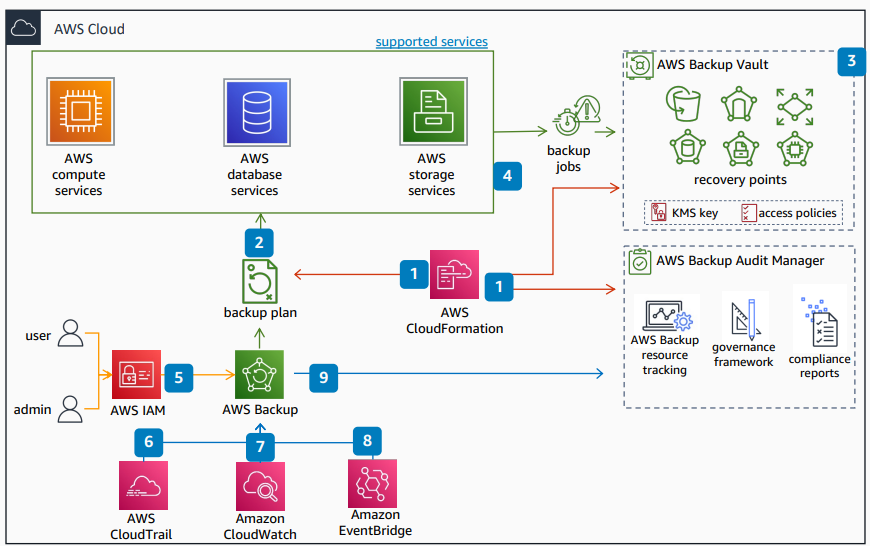 AWS Cloud
supported services
AWS
compute
services
AWS
database
services
AWS
storage
services
4
backup
jobs
3
AWS Backup Vault
recovery points
KMS key
access policies
2
backup plan
1
1
AWS
CloudFormation
AWS Backup Audit Manager
AWS Backup
resource
tracking
governance
framework
compliance
reports
user
admin
AWS IAM
5
AWS Backup
9
6
7
8
AWS
CloudTrail
Amazon
CloudWatch
Amazon
EventBridge